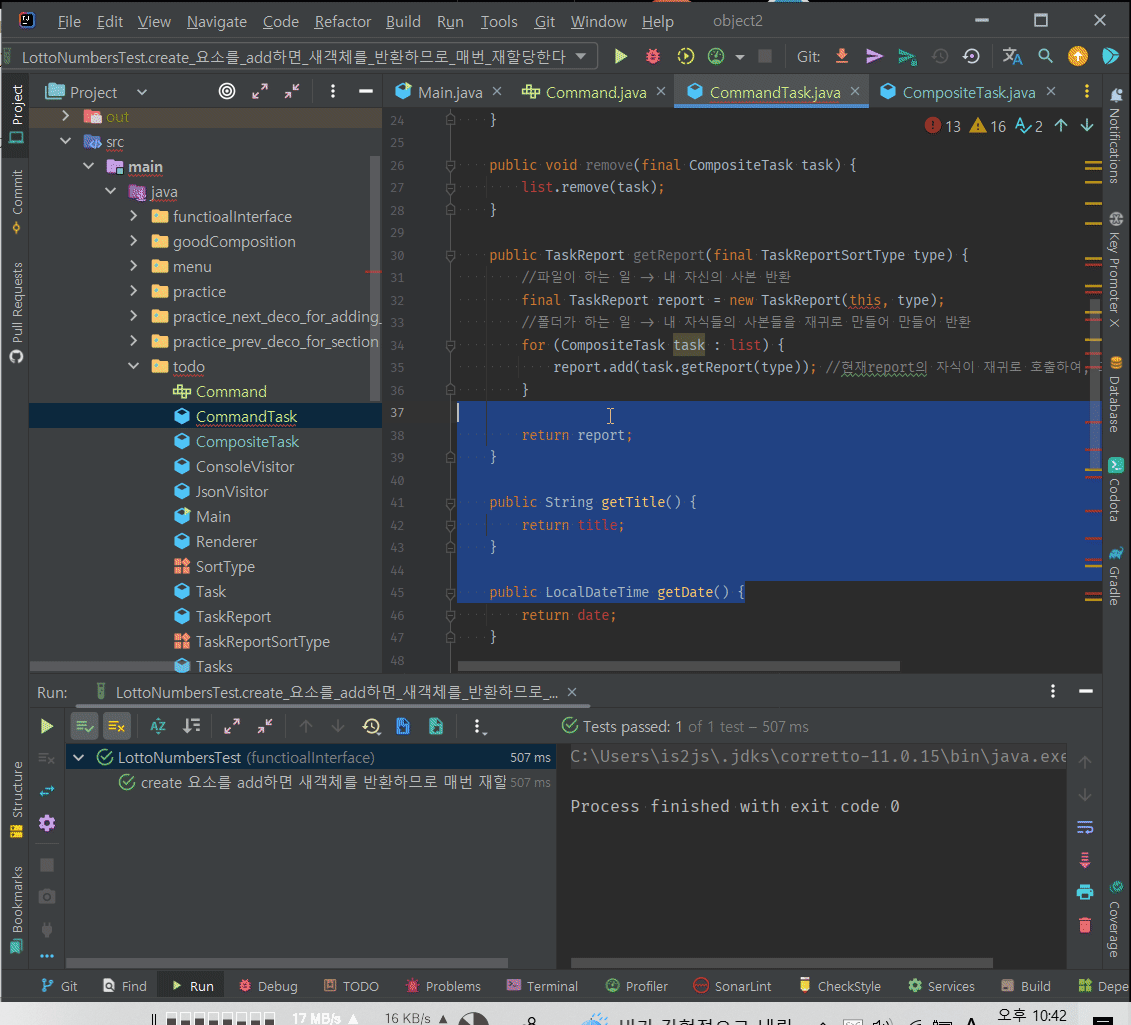 File Edit View Navigate Code Refactor Build Run Tools Git Window Help object2
LottoNumbersTest.create_요소를_add하면_새객체를_반환하므로_매번_재할당한다 Git:
Project Main.java Command.java CommandTask.java CompositeTask.java
13 16 2
out
src
main
java
functioalInterface
goodComposition
menu
practice
practice_next_deco_for_adding_
practice_prev_deco_for_section
todo
Command
CommandTask
CompositeTask
ConsoleVisitor
JsonVisitor
Main
Renderer
SortType
Task
TaskReport
TaskReportSortType
Tasks
24 }
25
26 public void remove(final CompositeTask task) {
27 list.remove(task);
28 }
29
30 public TaskReport getReport(final TaskReportSortType type) {
31 //파일이 하는 일 → 내 자신의 사본 반환
32 final TaskReport report = new TaskReport(this, type);
33 //폴더가 하는 일 → 내 자식들의 사본들을 재귀로 만들어 만들어 반환
34 for (CompositeTask task : list) {
35 report.add(task.getReport(type)); //현재report의 자식이 재귀로 호출하여,
36 }
37
38 return report;
39 }
40
41 public String getTitle() {
42 return title;
43 }
44
45 public LocalDateTime getDate() {
46 return date;
47 }
48
Project
Commit
Pull Requests
Structure
Bookmarks
Notifications
Key Promoter X
Database
Codota
Gradle
Coverage
Run: LottoNumbersTest.create_요소를_add하면_새객체를_반환하므로_...
Tests passed: 1 of 1 test – 507 ms
LottoNumbersTest (functioalInterface) 507 ms
create 요소를 add하면 새객체를 반환하므로 매번 재할 507 ms
C:\Users\is2js\.jdks\corretto-11.0.15\bin\java.exe
Process finished with exit code 0
Git Find Run Debug TODO Problems Terminal Profiler SonarLint CheckStyle Services Build Depe
17 MB/s 16 KB/s 오후 10:42